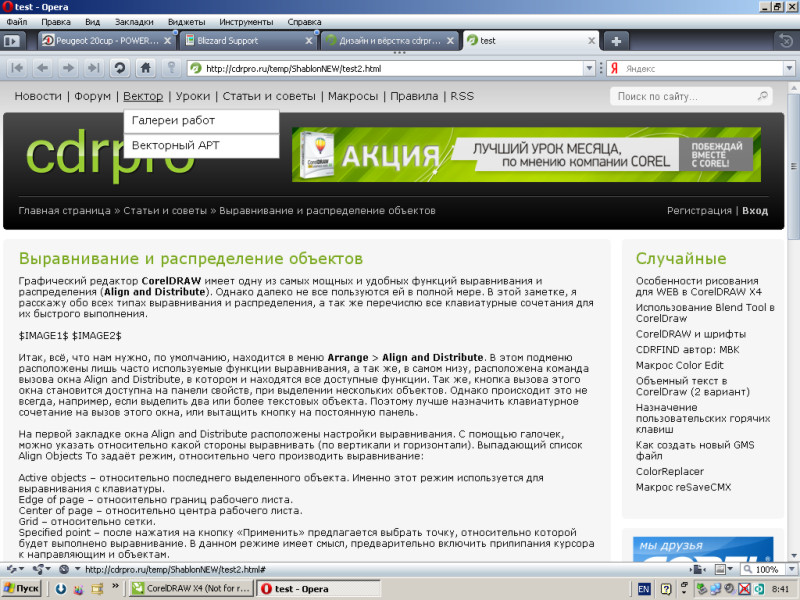 test - Opera
Файл Правка Вид Закладки Виджеты Инструменты Справка
Peugeot 20cup - POWER... Blizzard Support Дизайн и вёрстка cdrpr... test
http://cdrpro.ru/temp/ShablonNEW/test2.html Яндекс
Новости | Форум | Вектор | Уроки | Статьи и советы | Макросы | Правила | RSS Поиск по сайту...
Галереи работ
Векторный АРТ
cdrpro
АКЦИЯ ЛУЧШИЙ УРОК МЕСЯЦА, ПОБЕЖДАЙ
по мнению компании COREL ВМЕСТЕ
С COREL!
Главная страница » Статьи и советы » Выравнивание и распределение объектов Регистрация | Вход
Выравнивание и распределение объектов
Графический редактор CorelDRAW имеет одну из самых мощных и удобных функций выравнивания и
распределения (Align and Distribute). Однако далеко не все пользуются ей в полной мере. В этой заметке, я
расскажу обо всех типах выравнивания и распределения, а так же перечислю все клавиатурные сочетания для
их быстрого выполнения.
$IMAGE1$ $IMAGE2$
Итак, всё, что нам нужно, по умолчанию, находится в меню Arrange > Align and Distribute. В этом подменю
расположены лишь часто используемые функции выравнивания, а так же, в самом низу, расположена команда
вызова окна Align and Distribute, в котором и находятся все доступные функции. Так же, кнопка вызова этого
окна становится доступна на панели свойств, при выделении нескольких объектов. Однако происходит это не
всегда, например, если выделить два или более текстовых объекта. Поэтому лучше назначить клавиатурное
сочетание на вызов этого окна, или вытащить кнопку на постоянную панель.
На первой закладке окна Align and Distribute расположены настройки выравнивания. С помощью галочек,
можно указать относительно какой стороны выравнивать (по вертикали и горизонтали). Выпадающий список
Align Objects To задаёт режим, относительно чего производить выравнивание:
Active objects – относительно последнего выделенного объекта. Именно этот режим используется для
выравнивания с клавиатуры.
Edge of page – относительно границ рабочего листа.
Center of page – относительно центра рабочего листа.
Grid – относительно сетки.
Specified point – после нажатия на кнопку «Применить» предлагается выбрать точку, относительно которой
будет выполнено выравнивание. В данном режиме имеет смысл, предварительно включить прилипания курсора
к направляющим и объектам.
Случайные
Особенности рисования
для WEB в CorelDRAW X4
Использование Blend Tool в
CorelDraw
CorelDRAW и шрифты
CDRFIND автор: МВК
Макрос Color Edit
Объемный текст в
CorelDraw (2 вариант)
Назначение
пользовательских горячих
клавиш
Как создать новый GMS
файл
ColorReplacer
Макрос reSaveCMX
мы друзья
http://cdrpro.ru/temp/ShablonNEW/test2.html# 100%
Пуск CorelDRAW X4 (Not for r... test - Opera EN 8:41